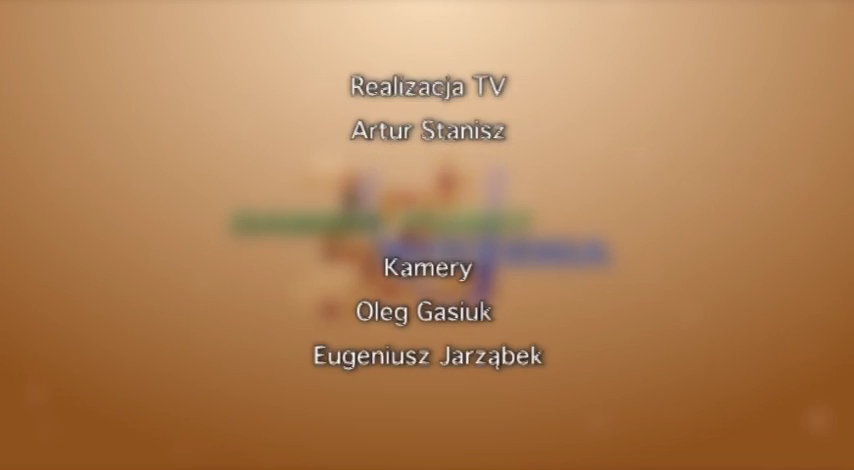 Realizacja TV
Artur Stanisz
Kamery
Oleg Gasiuk
Eugeniusz Jarząbek